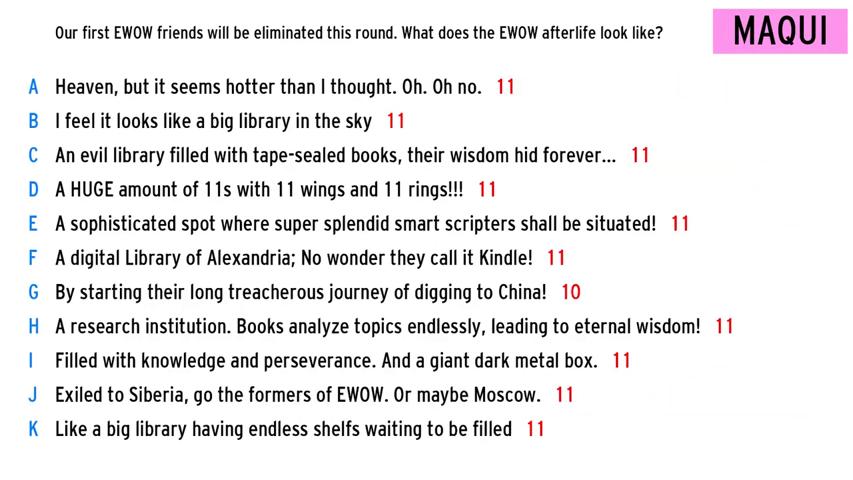 Our first EWOW friends will be eliminated this round. What does the EWOW afterlife look like?
MAQUI
A Heaven, but it seems hotter than I thought. Oh. Oh no. 11
B I feel it looks like a big library in the sky 11
C An evil library filled with tape-sealed books, their wisdom hid forever... 11
D A HUGE amount of 11s with 11 wings and 11 rings!!! 11
E A sophisticated spot where super splendid smart scripters shall be situated! 11
F A digital Library of Alexandria; No wonder they call it Kindle! 11
G By starting their long treacherous journey of digging to China! 10
H A research institution. Books analyze topics endlessly, leading to eternal wisdom! 11
I Filled with knowledge and perseverance. And a giant dark metal box. 11
J Exiled to Siberia, go the formers of EWOW. Or maybe Moscow. 11
K Like a big library having endless shelfs waiting to be filled 11